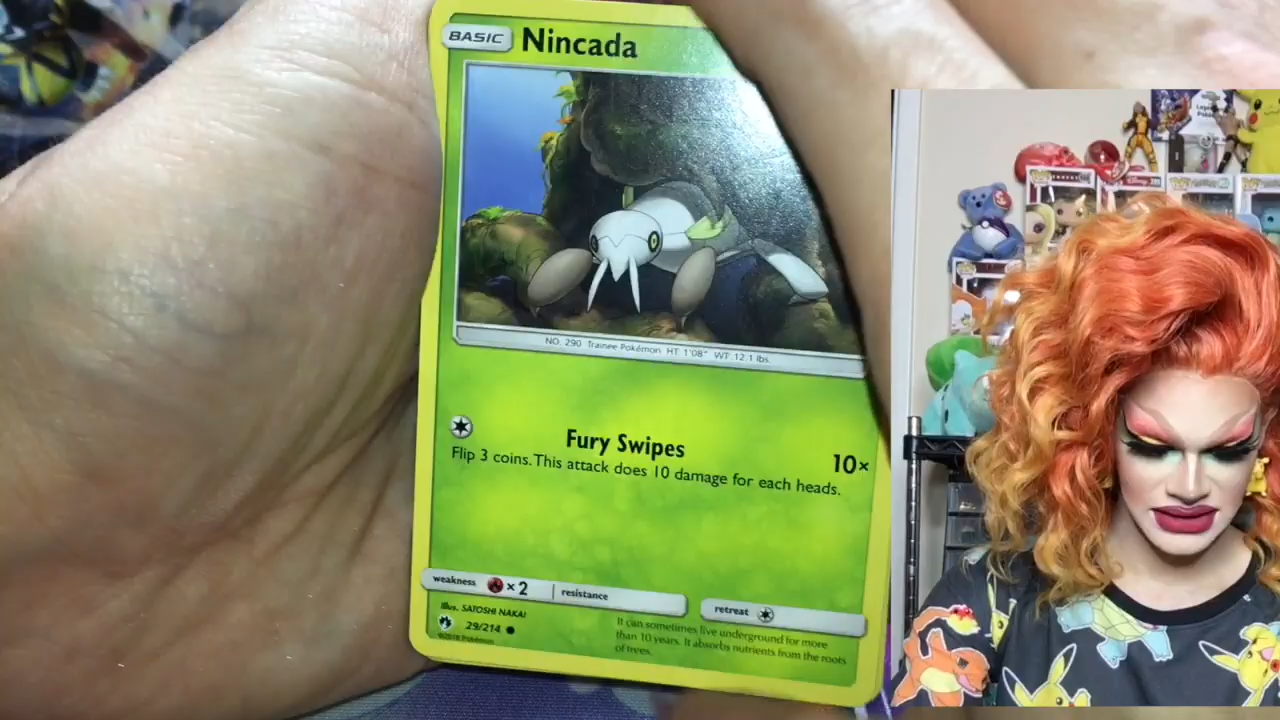 BASIC Nincada
NO. 290 Trainee Pokémon HT 1'08" WT 12.1 lbs.
Fury Swipes 10×
Flip 3 coins. This attack does 10 damage for each heads.
weakness ×2 resistance
retreat
Illus. SATOSHI NAKAI
29/214
©2018 Pokémon
It can sometimes live underground for more
than 10 years. It absorbs nutrients from the roots
of trees.